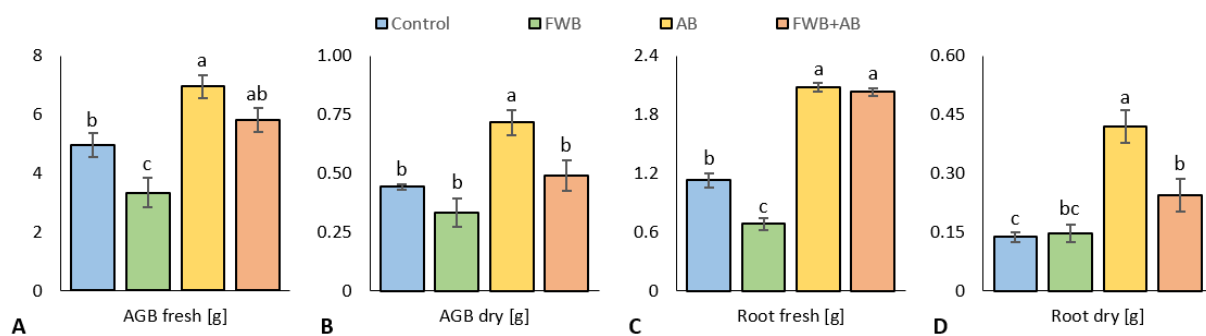 Control FWB AB FWB+AB
8
6
4
2
0
b
c
a
ab
A
AGB fresh [g]
1.00
0.75
0.50
0.25
0.00
b
b
a
b
B
AGB dry [g]
2.4
1.8
1.2
0.6
0
b
c
a
a
C
Root fresh [g]
0.60
0.45
0.30
0.15
0.00
c
bc
a
b
D
Root dry [g]